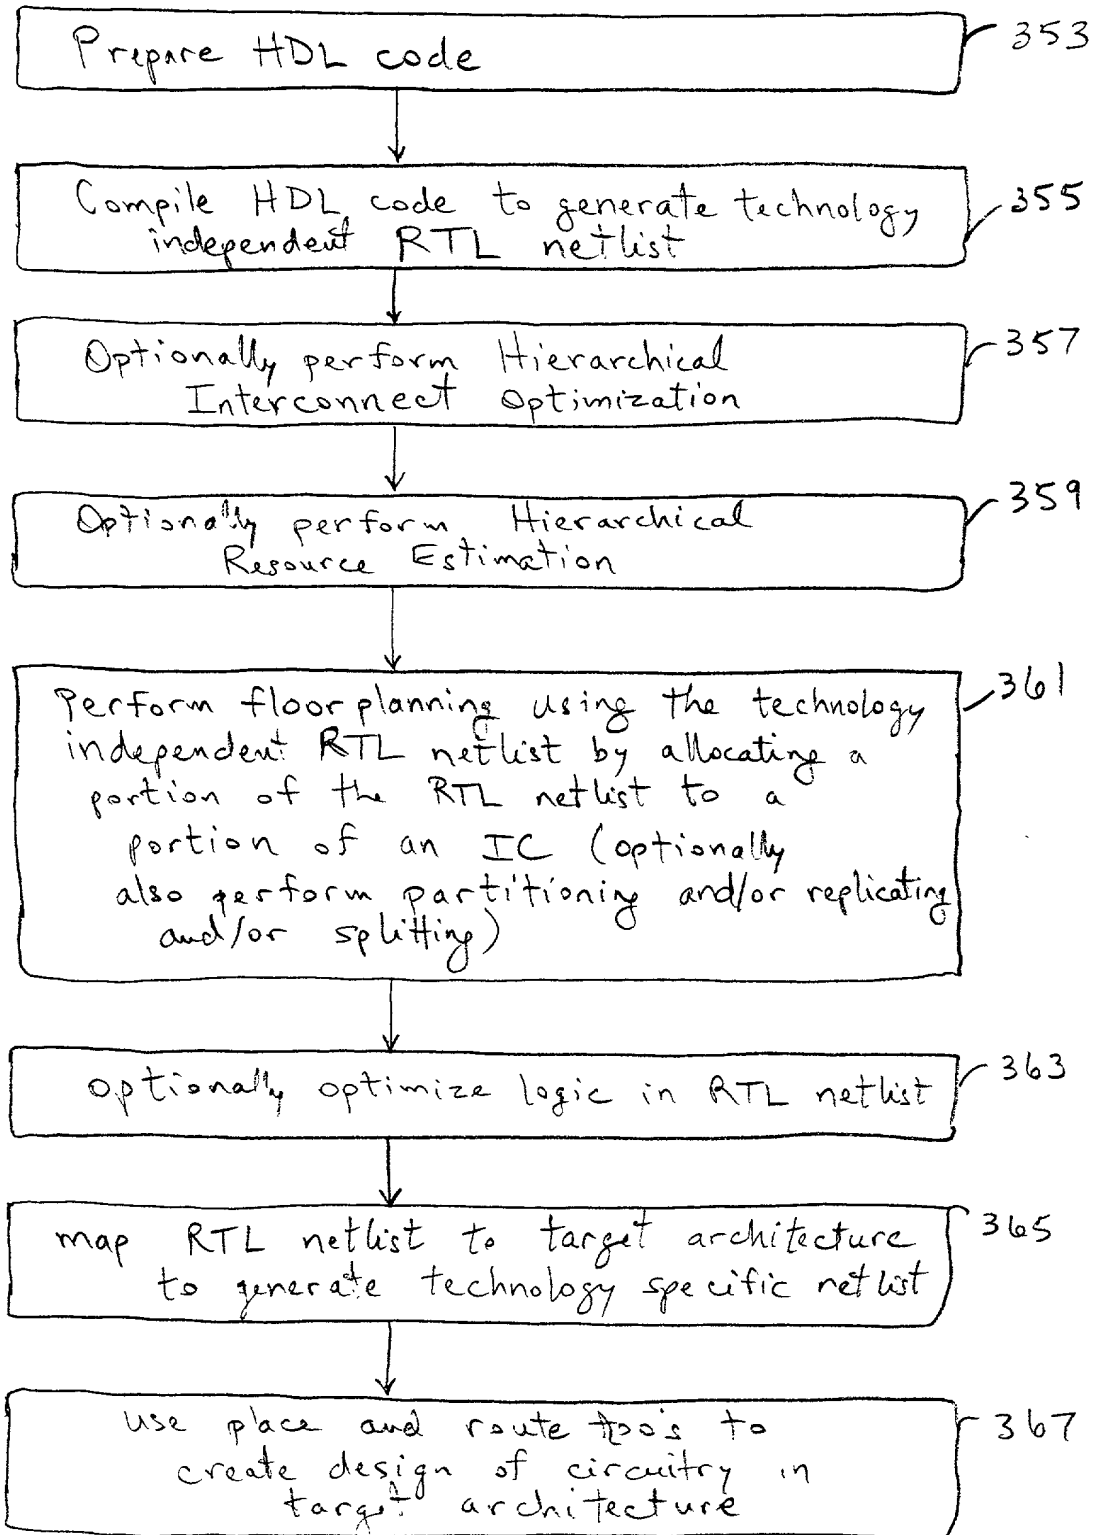 Prepare HDL code
353
Compile HDL code to generate technology
independent RTL netlist
355
Optionally perform Hierarchical
Interconnect Optimization
357
Optionally perform Hierarchical
Resource Estimation
359
Perform floorplanning using the technology
independent RTL netlist by allocating a
portion of the RTL netlist to a
portion of an IC (optionally
also perform partitioning and/or replicating
and/or splitting)
361
optionally optimize logic in RTL netlist
363
map RTL netlist to target architecture
to generate technology specific netlist
365
use place and route tools to
create design of circuitry in
target architecture
367